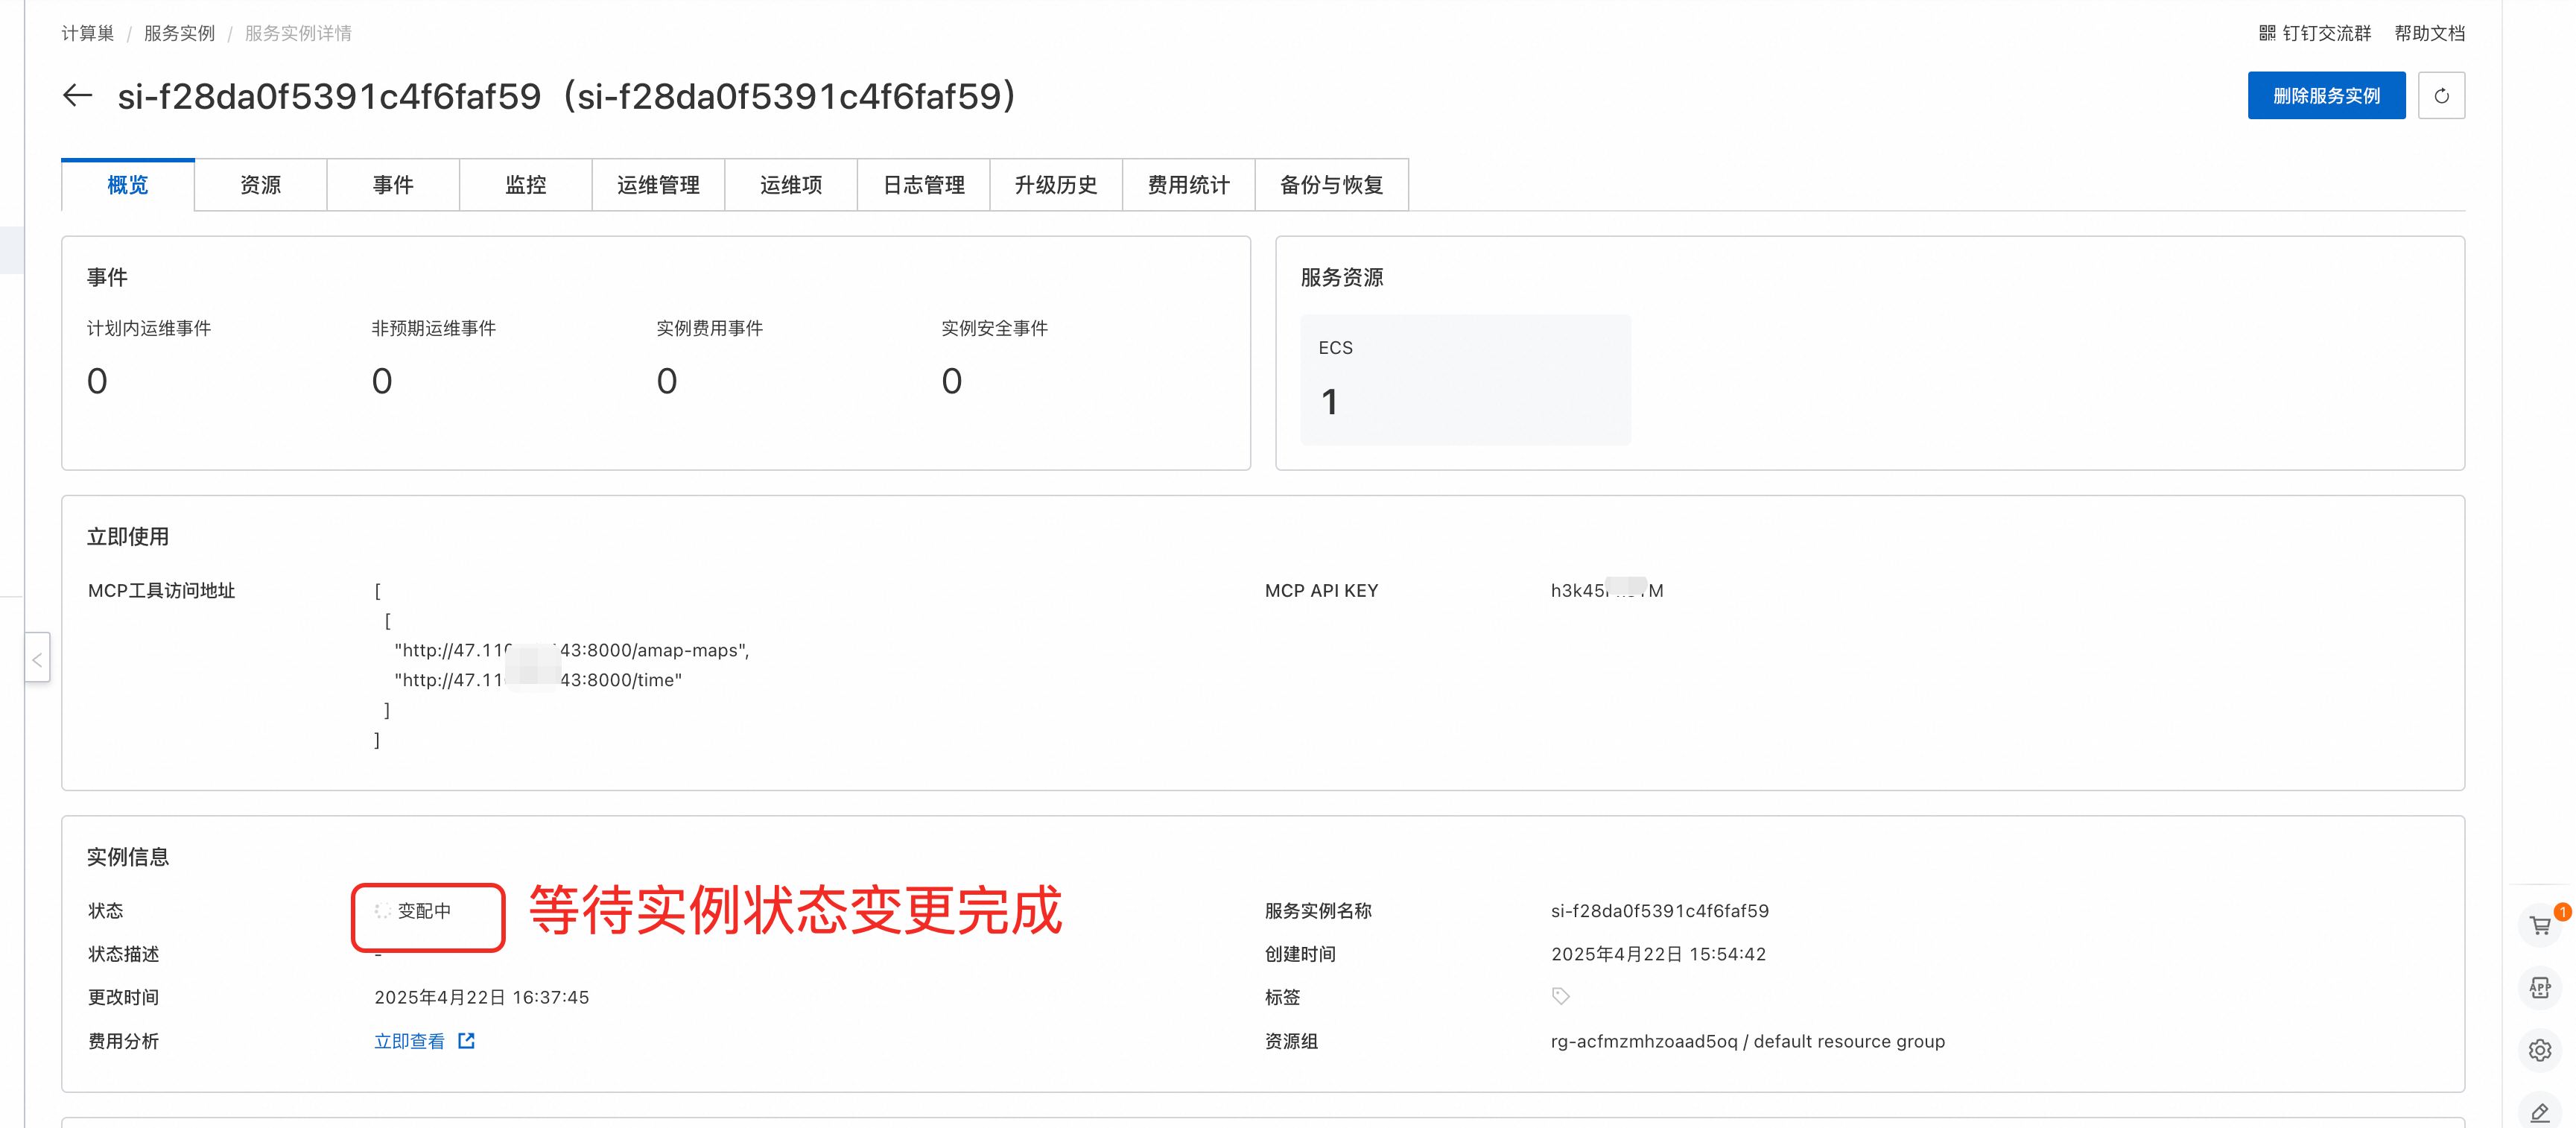 计算巢 / 服务实例 / 服务实例详情
钉钉交流群 帮助文档
si-f28da0f5391c4f6faf59（si-f28da0f5391c4f6faf59）
删除服务实例
概览 资源 事件 监控 运维管理 运维项 日志管理 升级历史 费用统计 备份与恢复
事件
计划内运维事件 非预期运维事件 实例费用事件 实例安全事件
0 0 0 0
服务资源
ECS
1
立即使用
MCP工具访问地址
[
[
"http://47.110 43:8000/amap-maps",
"http://47.11 43:8000/time"
]
]
MCP API KEY h3k45 M
实例信息
状态 变配中
等待实例状态变更完成
服务实例名称 si-f28da0f5391c4f6faf59
状态描述 -
创建时间 2025年4月22日 15:54:42
更改时间 2025年4月22日 16:37:45
标签
费用分析 立即查看
资源组 rg-acfmzmhzoaad5oq / default resource group
1
APP